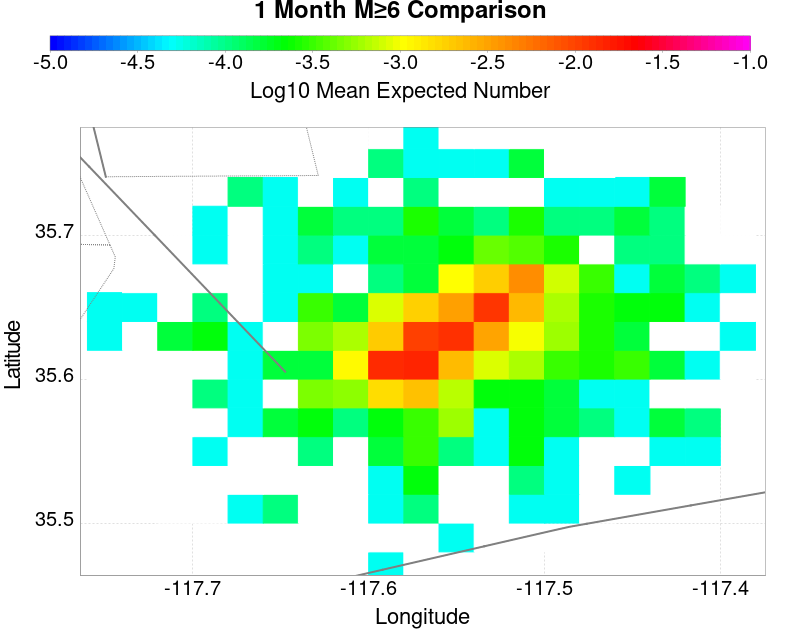 1 Month M≥6 Comparison
-5.0 -4.5 -4.0 -3.5 -3.0 -2.5 -2.0 -1.5 -1.0
Log10 Mean Expected Number
35.7
35.6
35.5
Latitude
-117.7 -117.6 -117.5 -117.4
Longitude